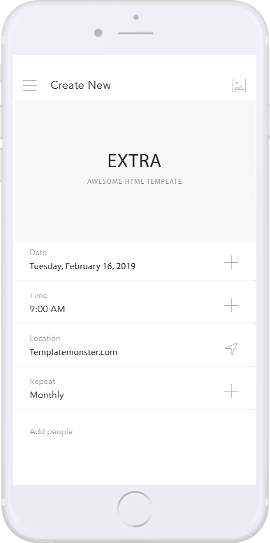 Create New
EXTRA
AWESOME HTML TEMPLATE
Date
Tuesday, February 16, 2019
Time
9:00 AM
Location
Templatemonster.com
Repeat
Monthly
Add people